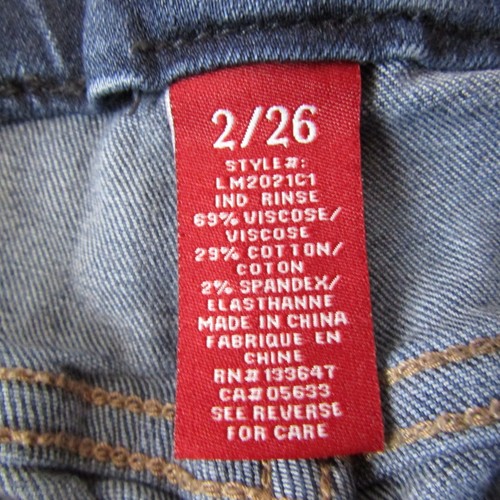 2/26
STYLE#:
LM2021C1
IND RINSE
69% VISCOSE/
VISCOSE
29% COTTON/
COTON
2% SPANDEX/
ELASTHANNE
MADE IN CHINA
FABRIQUE EN
CHINE
RN# 133647
CA# 05633
SEE REVERSE
FOR CARE